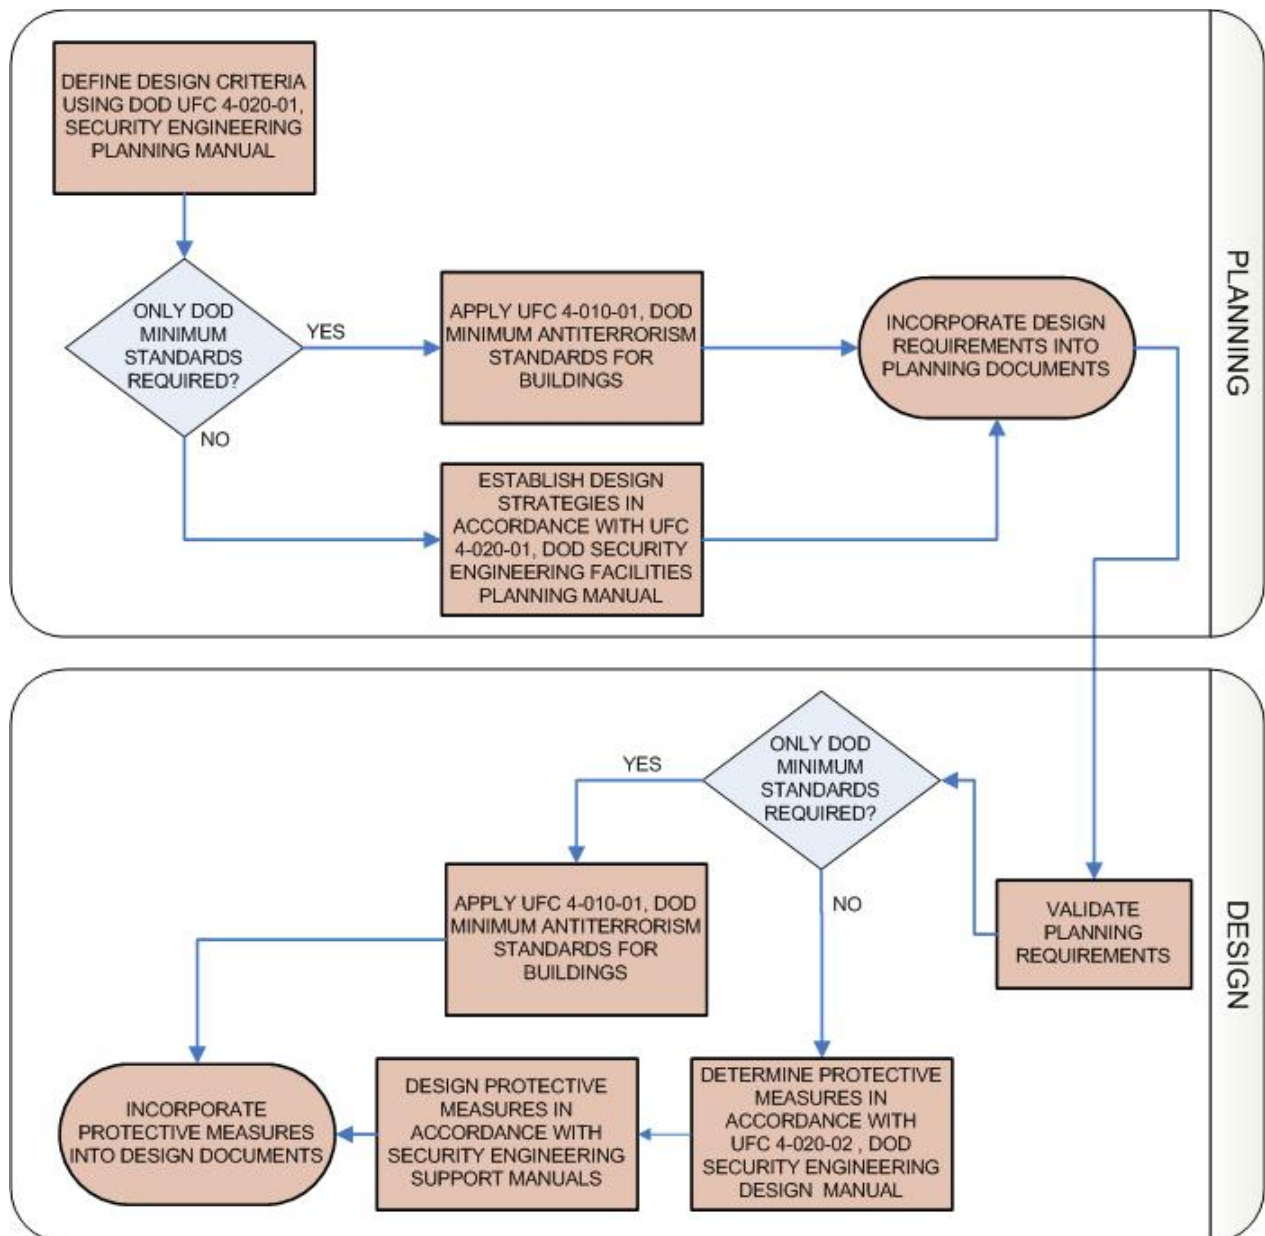 DEFINE DESIGN CRITERIA
USING DOD UFC 4-020-01,
SECURITY ENGINEERING
PLANNING MANUAL
ONLY DOD
MINIMUM
STANDARDS
REQUIRED?
YES
NO
APPLY UFC 4-010-01, DOD
MINIMUM ANTITERRORISM
STANDARDS FOR
BUILDINGS
INCORPORATE DESIGN
REQUIREMENTS INTO
PLANNING DOCUMENTS
ESTABLISH DESIGN
STRATEGIES IN
ACCORDANCE WITH UFC
4-020-01, DOD SECURITY
ENGINEERING FACILITIES
PLANNING MANUAL
PLANNING
ONLY DOD
MINIMUM
STANDARDS
REQUIRED?
YES
NO
VALIDATE
PLANNING
REQUIREMENTS
APPLY UFC 4-010-01, DOD
MINIMUM ANTITERRORISM
STANDARDS FOR
BUILDINGS
INCORPORATE
PROTECTIVE MEASURES
INTO DESIGN DOCUMENTS
DESIGN PROTECTIVE
MEASURES IN
ACCORDANCE WITH
SECURITY ENGINEERING
SUPPORT MANUALS
DETERMINE PROTECTIVE
MEASURES IN
ACCORDANCE WITH
UFC 4-020-02 , DOD
SECURITY ENGINEERING
DESIGN MANUAL
DESIGN